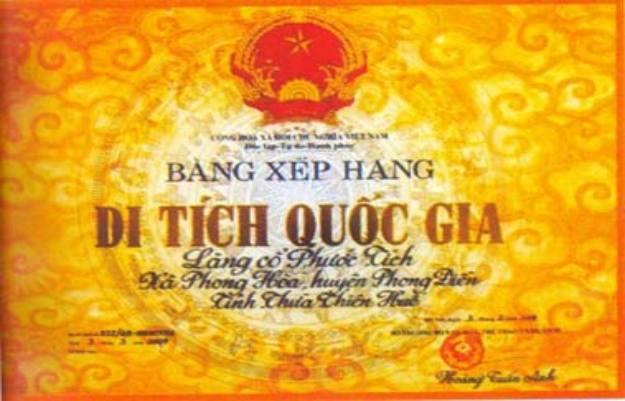 CỘNG HOÀ XÃ HỘI CHỦ NGHĨA VIỆT NAM
Độc lập-Tự do-Hạnh phúc
BẰNG XẾP HẠNG
DI TÍCH QUỐC GIA
Làng cổ Phước Tích
Xã Phong Hòa, huyện Phong Điền
Tỉnh Thừa Thiên Huế
Hoàng Tuấn Anh